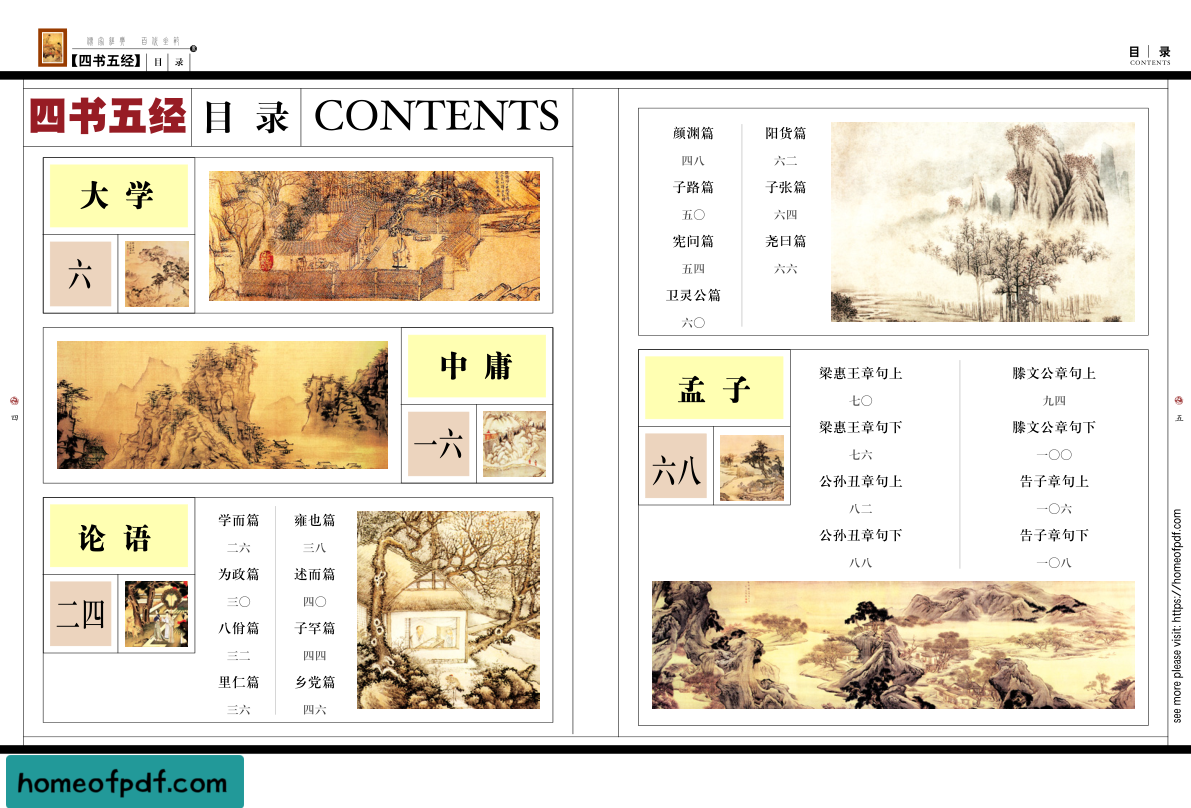 【四书五经】 目 录
目 录
CONTENTS
四书五经 目 录 CONTENTS
大 学
六
中 庸
一六
论 语
二四
学而篇
二六
为政篇
三〇
八佾篇
三二
里仁篇
三六
雍也篇
三八
述而篇
四〇
子罕篇
四四
乡党篇
四六
四
颜渊篇
四八
子路篇
五〇
宪问篇
五四
卫灵公篇
六〇
阳货篇
六二
子张篇
六四
尧曰篇
六六
孟 子
六八
梁惠王章句上
七〇
梁惠王章句下
七六
公孙丑章句上
八二
公孙丑章句下
八八
滕文公章句上
九四
滕文公章句下
一〇〇
告子章句上
一〇六
告子章句下
一〇八
五
see more please visit: https://homeofpdf.com
homeofpdf.com